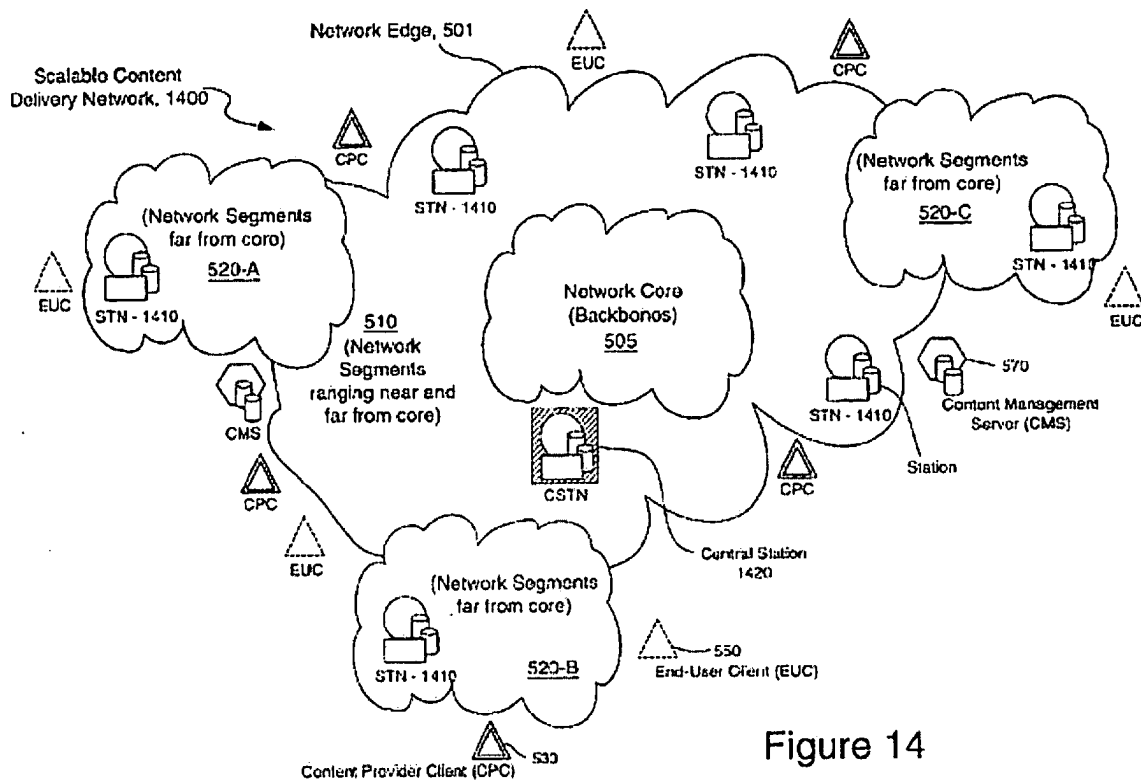 Network Edge, 501
EUC
CPC
Scalable Content
Delivery Network, 1400
CPC
STN - 1410
STN - 1410
(Network Segments
far from core)
520-A
STN - 1410
EUC
(Network Segments
far from core)
520-C
STN - 1410
EUC
510
(Network
Segments
ranging near and
far from core)
Network Core
(Backbones)
505
CMS
CPC
EUC
CSTN
STN - 1410
570
Content Management
Server (CMS)
Station
CPC
Central Station
1420
(Network Segments
far from core)
STN - 1410
520-B
550
End-User Client (EUC)
530
Content Provider Client (CPC)
Figure 14